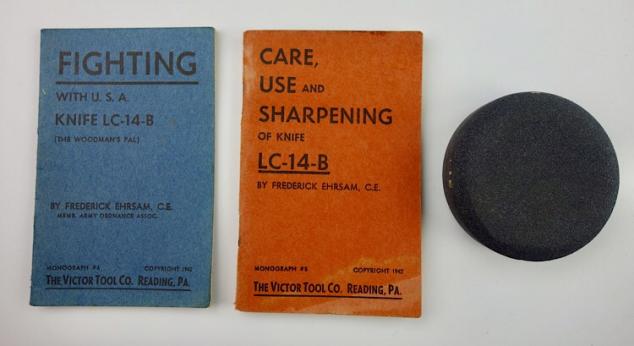 FIGHTING
WITH U. S. A.
KNIFE LC-14-B
(THE WOODMAN'S PAL)
BY FREDERICK EHRSAM, C.E.
MEMB. ARMY ORDNANCE ASSOC.
MONOGRAPH #4 COPYRIGHT 1942
THE VICTOR TOOL CO. READING, PA.
CARE,
USE AND
SHARPENING
OF KNIFE
LC-14-B
BY FREDERICK EHRSAM, C.E.
MONOGRAPH COPYRIGHT 1942
THE VICTOR TOOL CO. READING, PA.